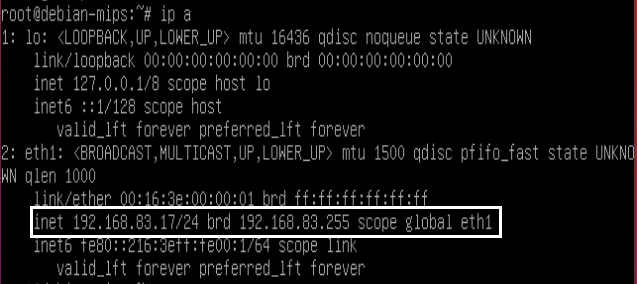 root@debian-mips:~# ip a
1: lo: <LOOPBACK,UP,LOWER_UP> mtu 16436 qdisc noqueue state UNKNOWN
link/loopback 00:00:00:00:00:00 brd 00:00:00:00:00:00
inet 127.0.0.1/8 scope host lo
inet6 ::1/128 scope host
valid_lft forever preferred_lft forever
2: eth1: <BROADCAST,MULTICAST,UP,LOWER_UP> mtu 1500 qdisc pfifo_fast state UNKNO
WN qlen 1000
link/ether 00:16:3e:00:00:01 brd ff:ff:ff:ff:ff:ff
inet 192.168.83.17/24 brd 192.168.83.255 scope global eth1
inet6 fe80::216:3eff:fe00:1/64 scope link
valid_lft forever preferred_lft forever